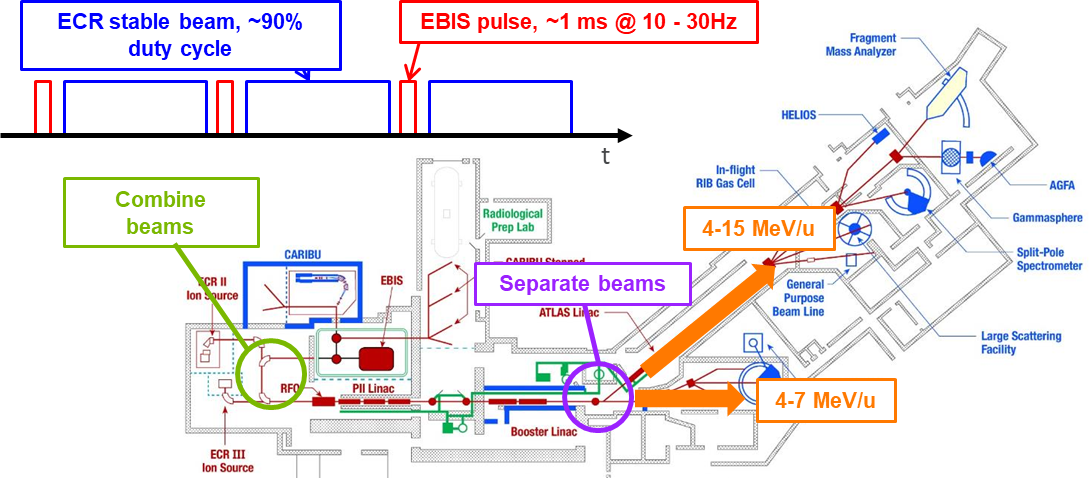 ECR stable beam, ~90%
duty cycle
EBIS pulse, ~1 ms @ 10 - 30Hz
t
Combine
beams
Separate beams
4-15 MeV/u
4-7 MeV/u
Fragment
Mass Analyzer
HELIOS
In-flight
RIB Gas Cell
AGFA
Gammasphere
Split-Pole
Spectrometer
General
Purpose
Beam Line
Large Scattering
Facility
Radiological
Prep Lab
CARIBU
ECR II
Ion Source
EBIS
ATLAS Linac
RFQ
PII Linac
Booster Linac
ECR III
Ion Source